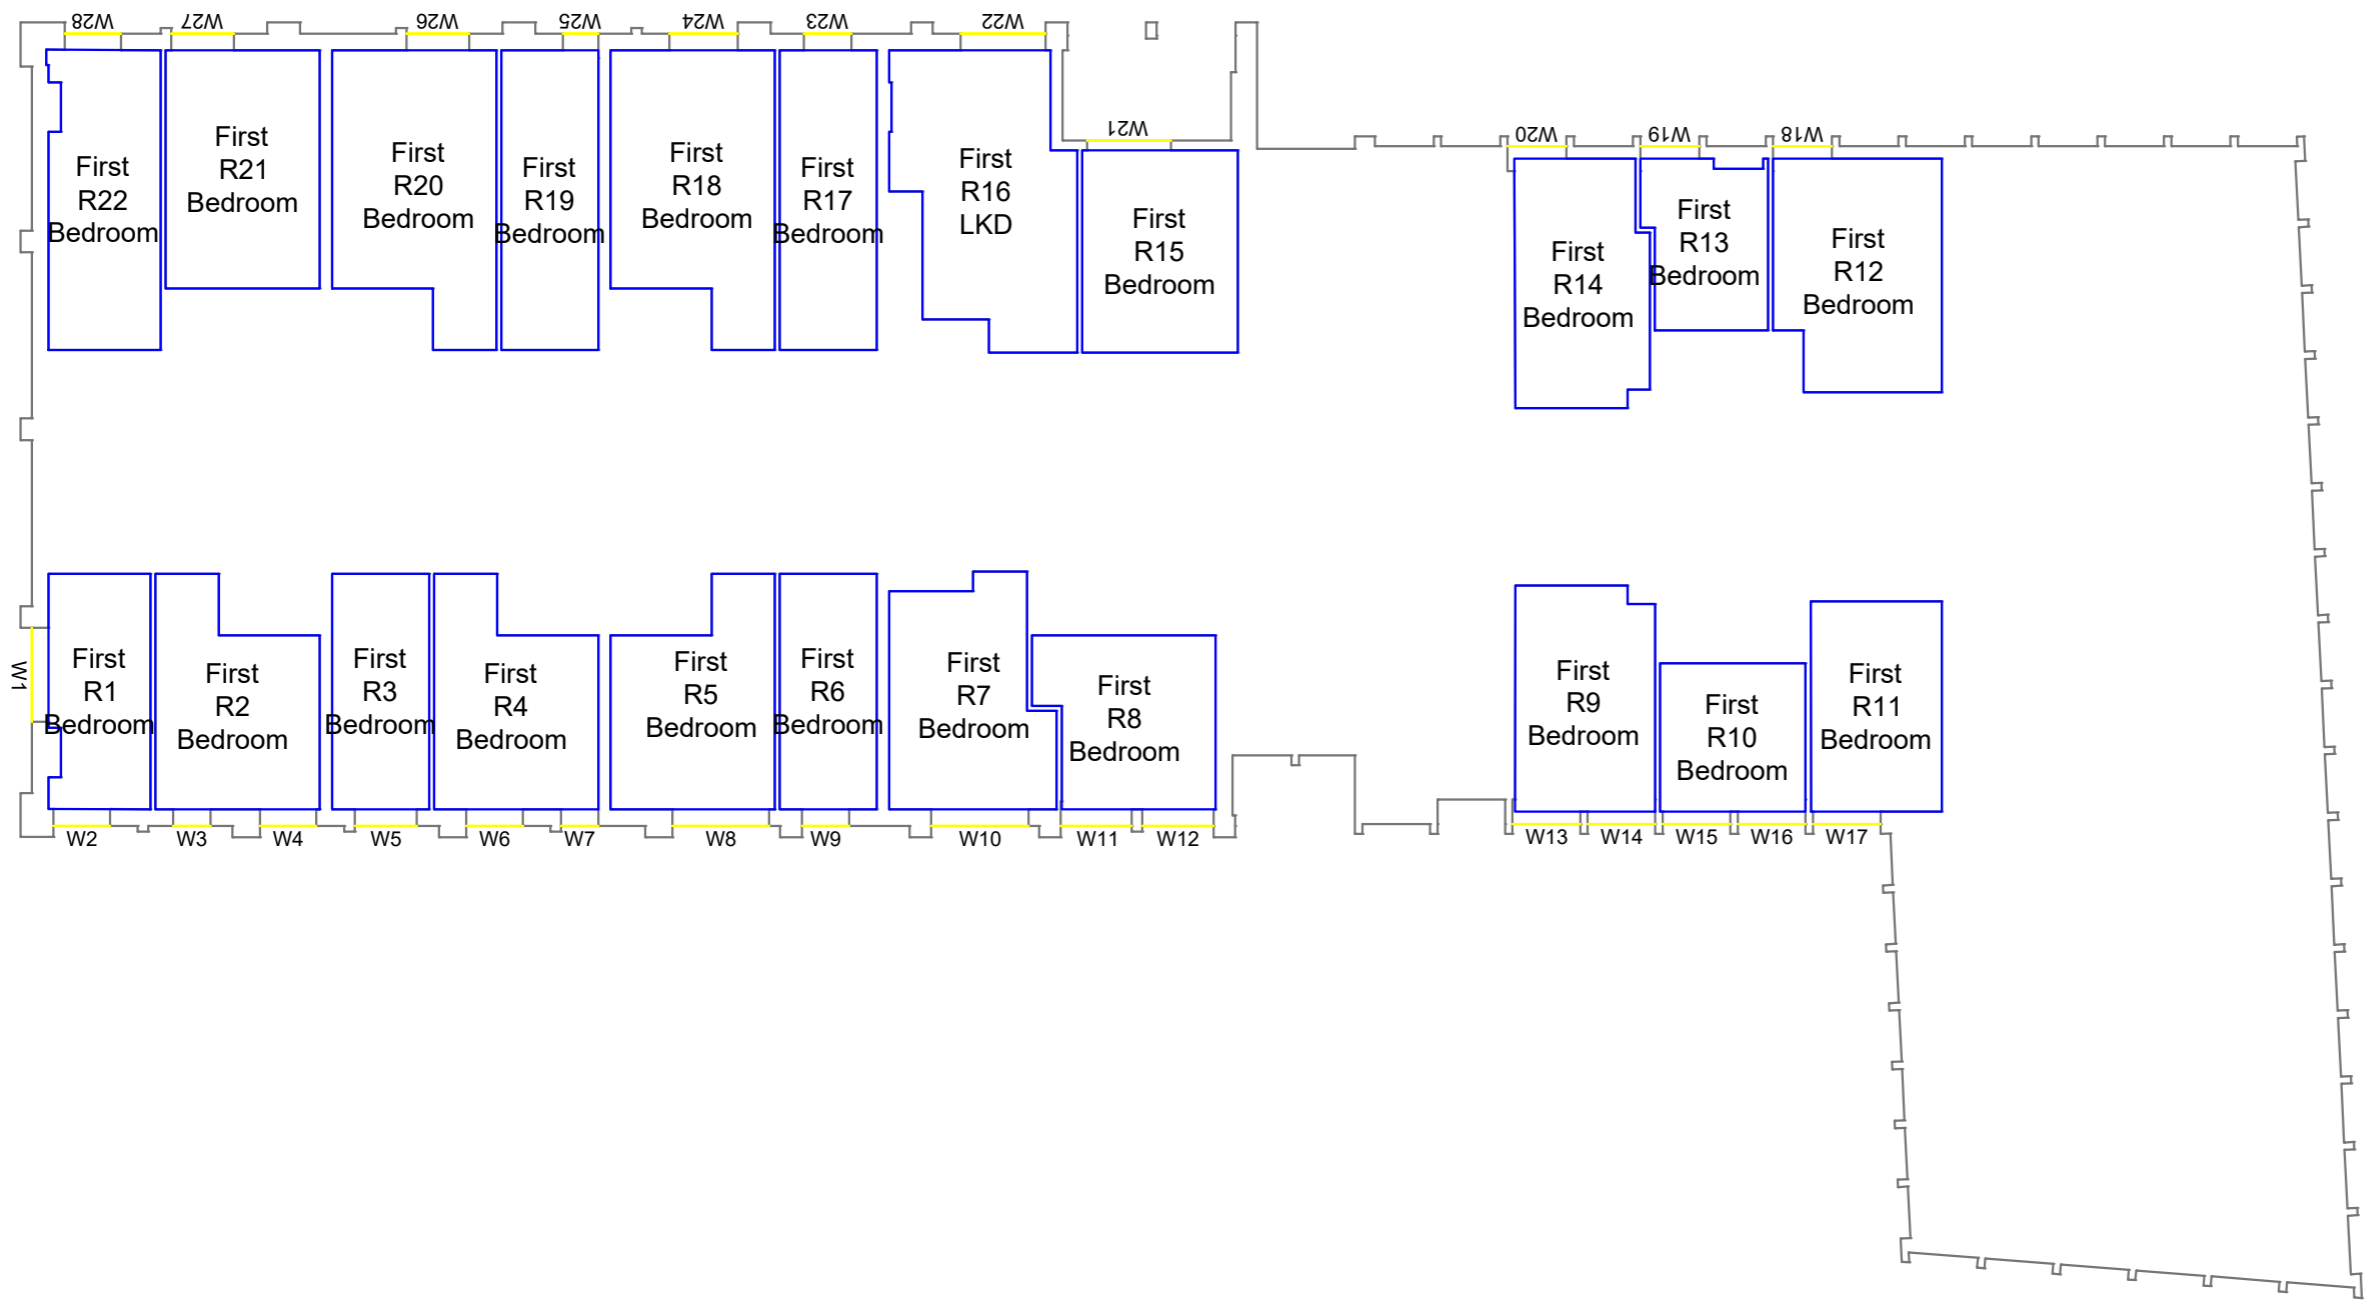 W28
W27
W26
W25
W24
W23
W22
W21
W20
W19
W18
First
R22
Bedroom
First
R21
Bedroom
First
R20
Bedroom
First
R19
Bedroom
First
R18
Bedroom
First
R17
Bedroom
First
R16
LKD
First
R15
Bedroom
First
R14
Bedroom
First
R13
Bedroom
First
R12
Bedroom
W1
First
R1
Bedroom
First
R2
Bedroom
First
R3
Bedroom
First
R4
Bedroom
First
R5
Bedroom
First
R6
Bedroom
First
R7
Bedroom
First
R8
Bedroom
First
R9
Bedroom
First
R10
Bedroom
First
R11
Bedroom
W2
W3
W4
W5
W6
W7
W8
W9
W10
W11
W12
W13
W14
W15
W16
W17